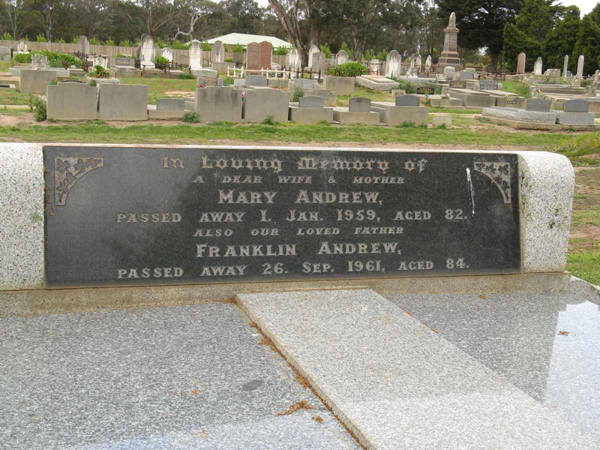 In Loving Memory of
A DEAR WIFE & MOTHER
MARY ANDREW,
PASSED AWAY 1. JAN. 1959, AGED 82.
ALSO OUR LOVED FATHER
FRANKLIN ANDREW,
PASSED AWAY 26. SEP. 1961, AGED 84.